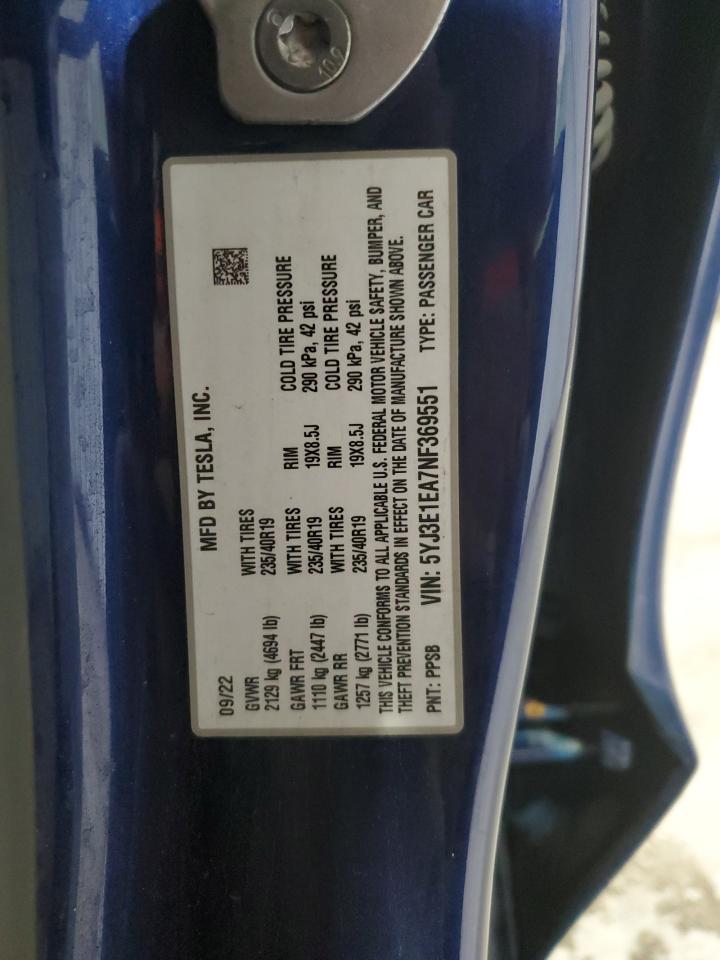 10.9
MFD BY TESLA, INC.
09/22
GVWR WITH TIRES
2129 kg (4694 lb) 235/40R19
GAWR FRT WITH TIRES RIM COLD TIRE PRESSURE
1110 kg (2447 lb) 235/40R19 19X8.5J 290 kPa, 42 psi
GAWR RR WITH TIRES RIM COLD TIRE PRESSURE
1257 kg (2771 lb) 235/40R19 19X8.5J 290 kPa, 42 psi
THIS VEHICLE CONFORMS TO ALL APPLICABLE U.S. FEDERAL MOTOR VEHICLE SAFETY, BUMPER, AND
THEFT PREVENTION STANDARDS IN EFFECT ON THE DATE OF MANUFACTURE SHOWN ABOVE.
PNT: PPSB VIN: 5YJ3E1EA7NF369551 TYPE: PASSENGER CAR